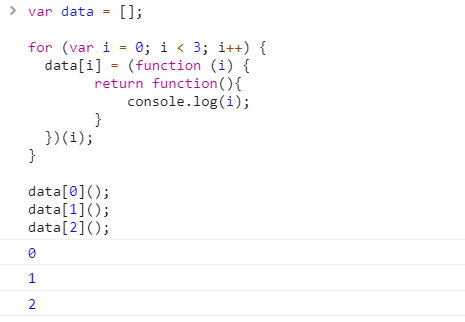 > var data = [];
for (var i = 0; i < 3; i++) {
data[i] = (function (i) {
return function(){
console.log(i);
}
})(i);
}
data[0]();
data[1]();
data[2]();
0
1
2